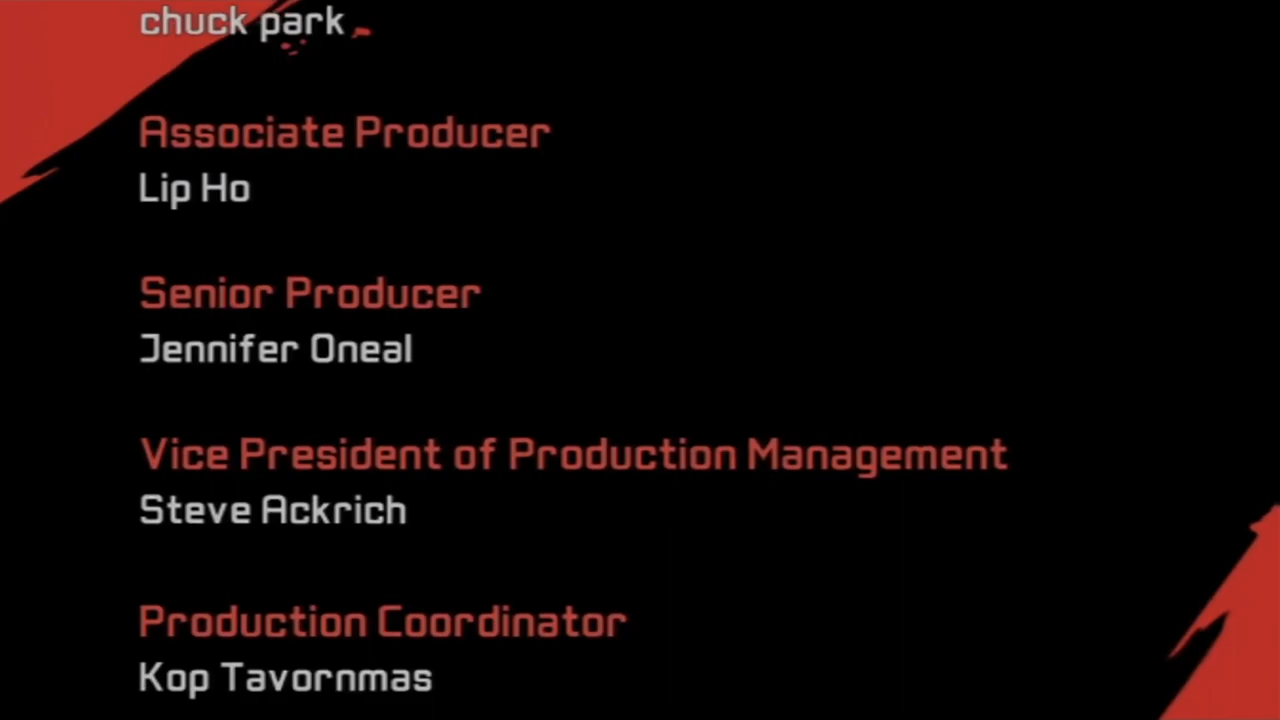 chuck park
Associate Producer
Lip Ho
Senior Producer
Jennifer Oneal
Vice President of Production Management
Steve Ackrich
Production Coordinator
Kop Tavornmas